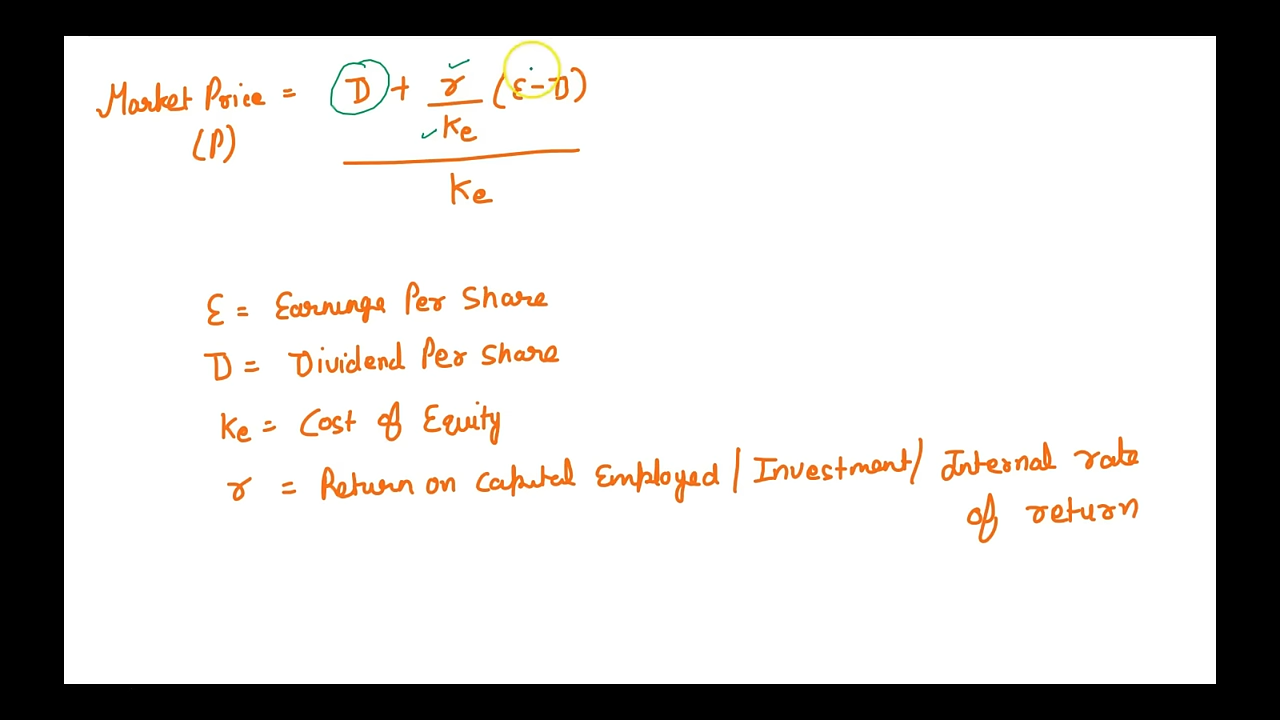 Market Price = D + r/ke (E-D)
(P) ke
E = Earnings Per Share
D = Dividend Per Share
ke = Cost of Equity
r = Return on Capital Employed / Investment / Internal rate
of return